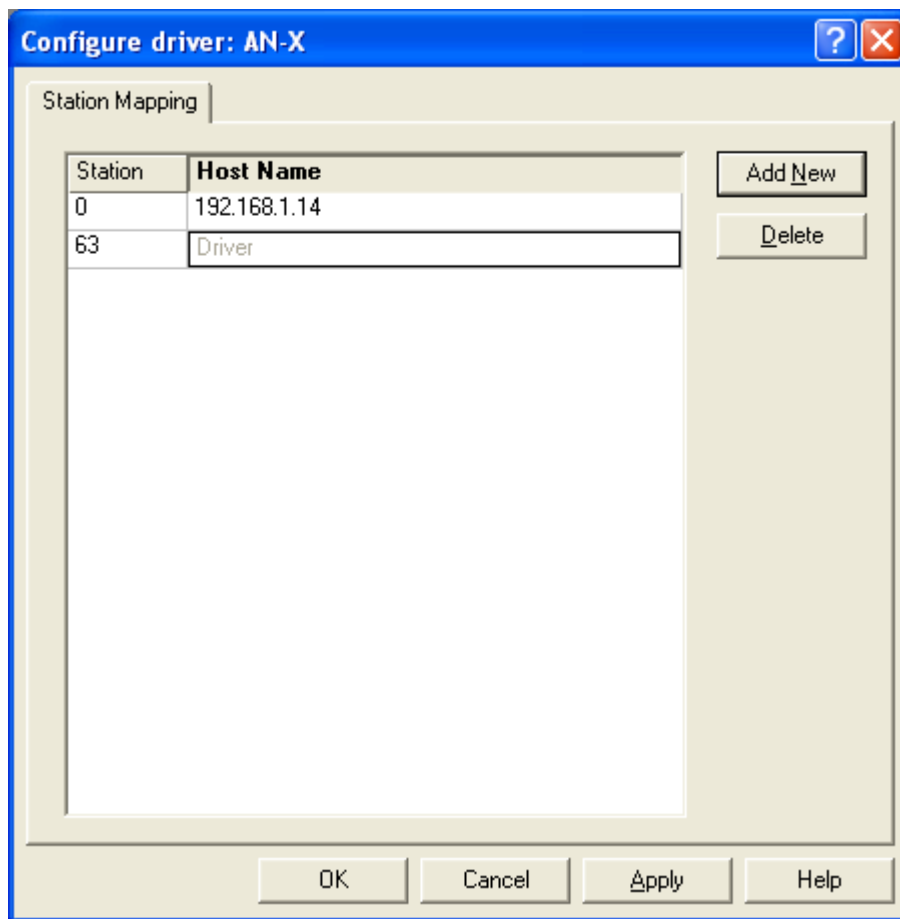 Configure driver: AN-X
Station Mapping
Station Host Name
0 192.168.1.14
63 Driver
Add New
Delete
OK Cancel Apply Help